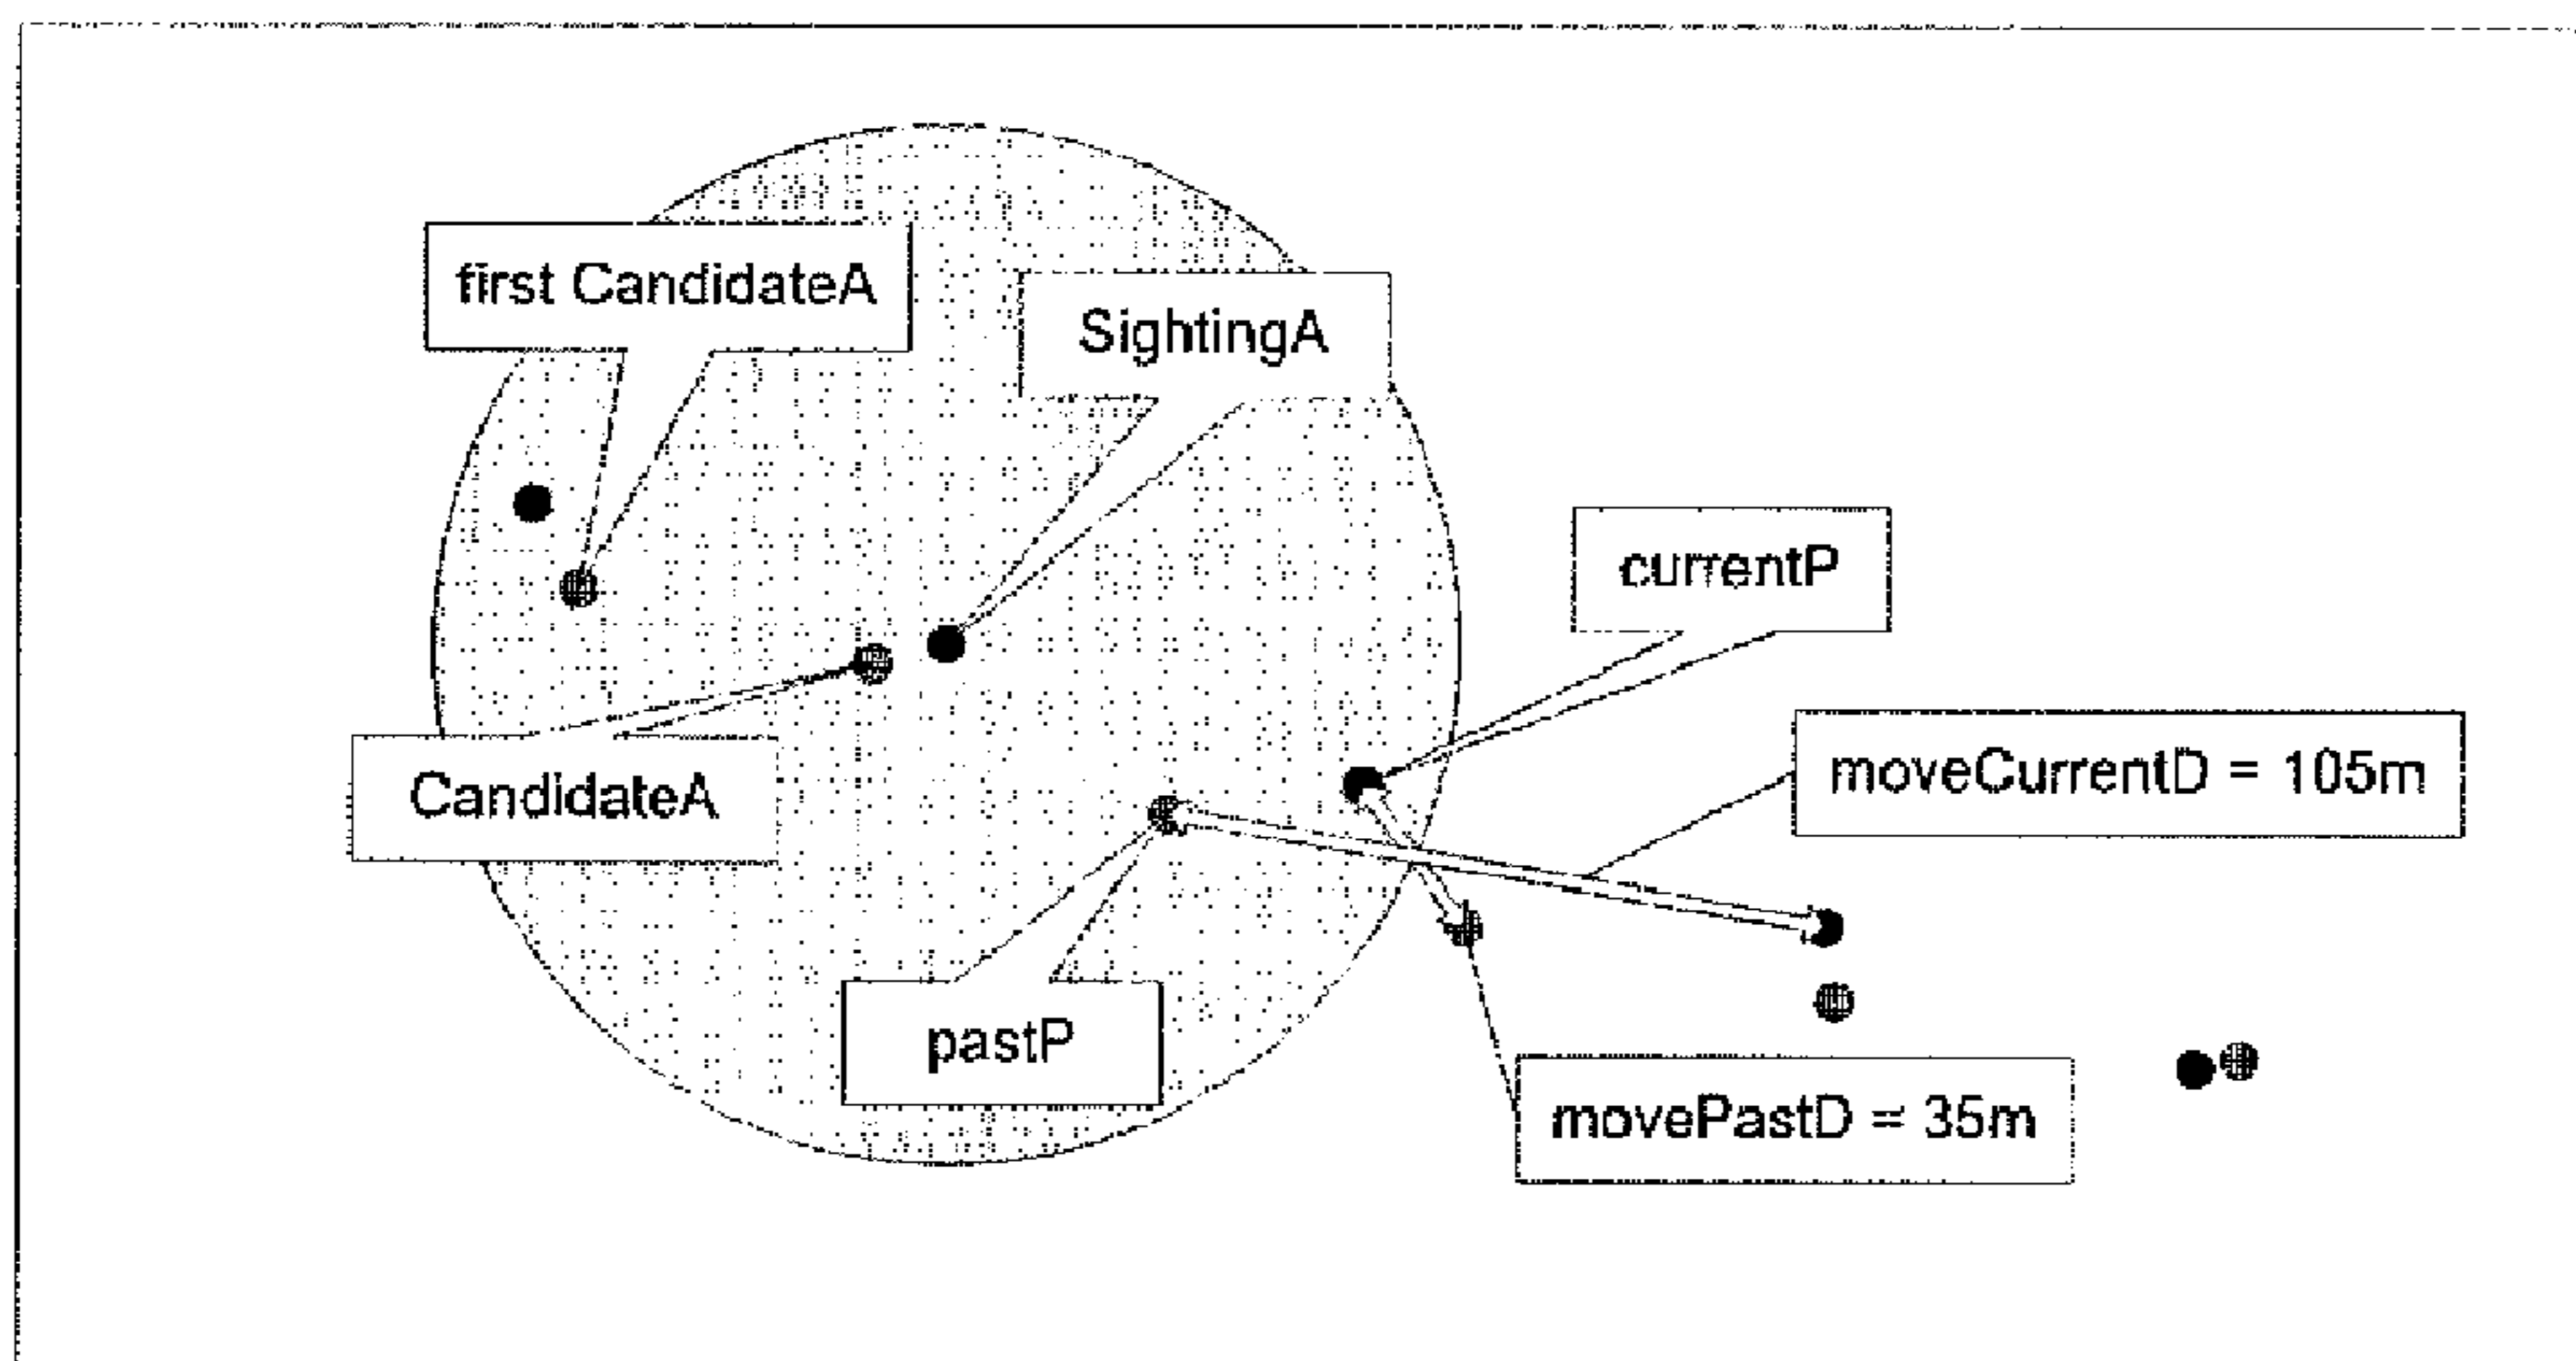 first CandidateA
SightingA
currentP
moveCurrentD = 105m
CandidateA
pastP
movePastD = 35m